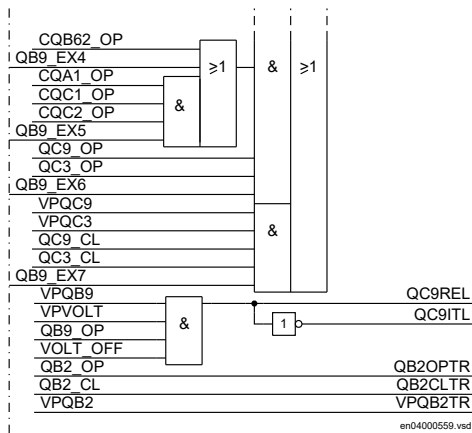 CQB62_OP
QB9_EX4
≥1
& ≥1
CQA1_OP
CQC1_OP
&
CQC2_OP
QB9_EX5
QC9_OP
QC3_OP
QB9_EX6
VPQC9
VPQC3
&
QC9_CL
QC3_CL
QB9_EX7
VPQB9 QC9REL
VPVOLT QC9ITL
& 1
QB9_OP
VOLT_OFF
QB2_OP QB2OPTR
QB2_CL QB2CLTR
VPQB2 VPQB2TR
en04000559.vsd